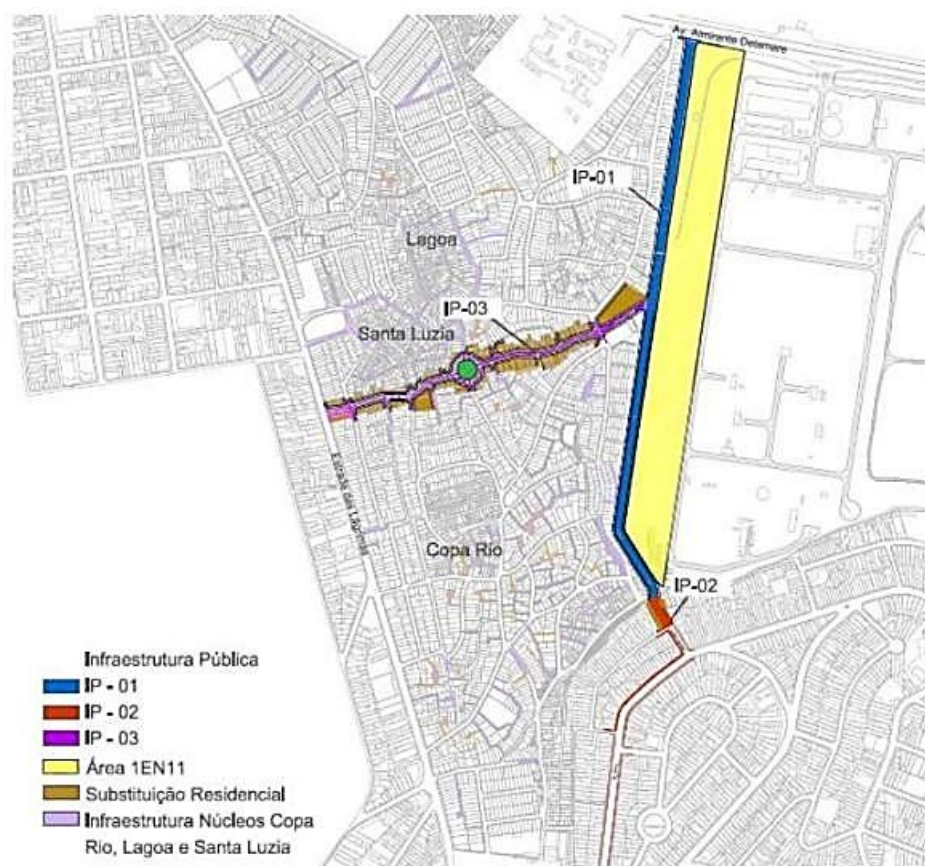 Av. Almirante Delamare
IP-01
Lagoa
IP-03
Santa Luzia
Estrada das Lágrimas
Copa Rio
IP-02
Infraestrutura Pública
IP - 01
IP - 02
IP - 03
Área 1EN11
Substituição Residencial
Infraestrutura Núcleos Copa
Rio, Lagoa e Santa Luzia